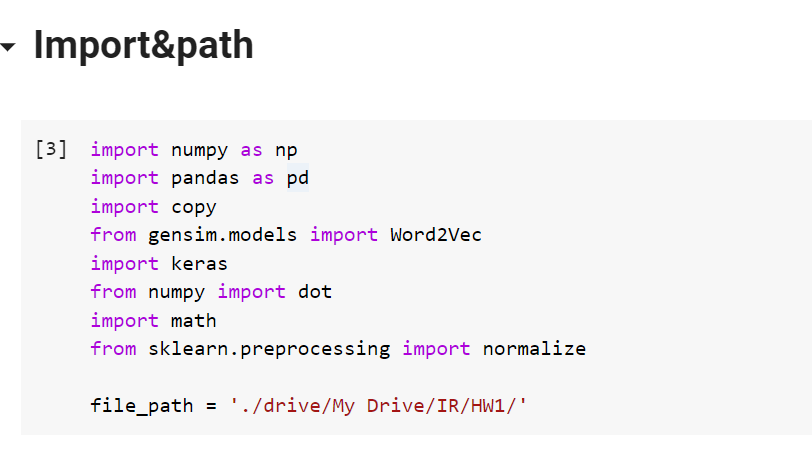 Import&path
[3] import numpy as np
import pandas as pd
import copy
from gensim.models import Word2Vec
import keras
from numpy import dot
import math
from sklearn.preprocessing import normalize
file_path = './drive/My Drive/IR/HW1/'